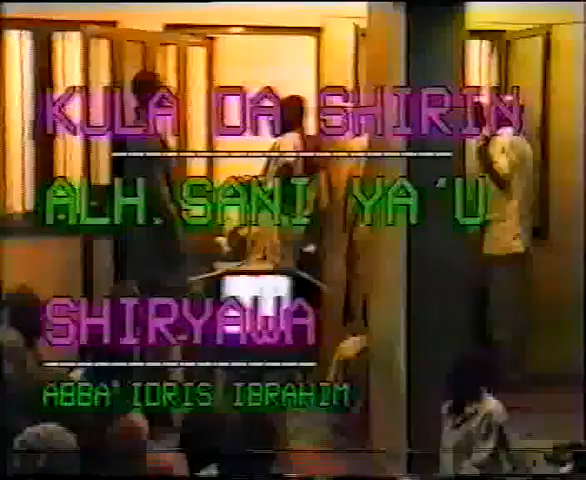 KULA DA SHIRIN
ALH. SANI YA'U
SHIRYAWA
ABBA' IDRIS IBRAHIM